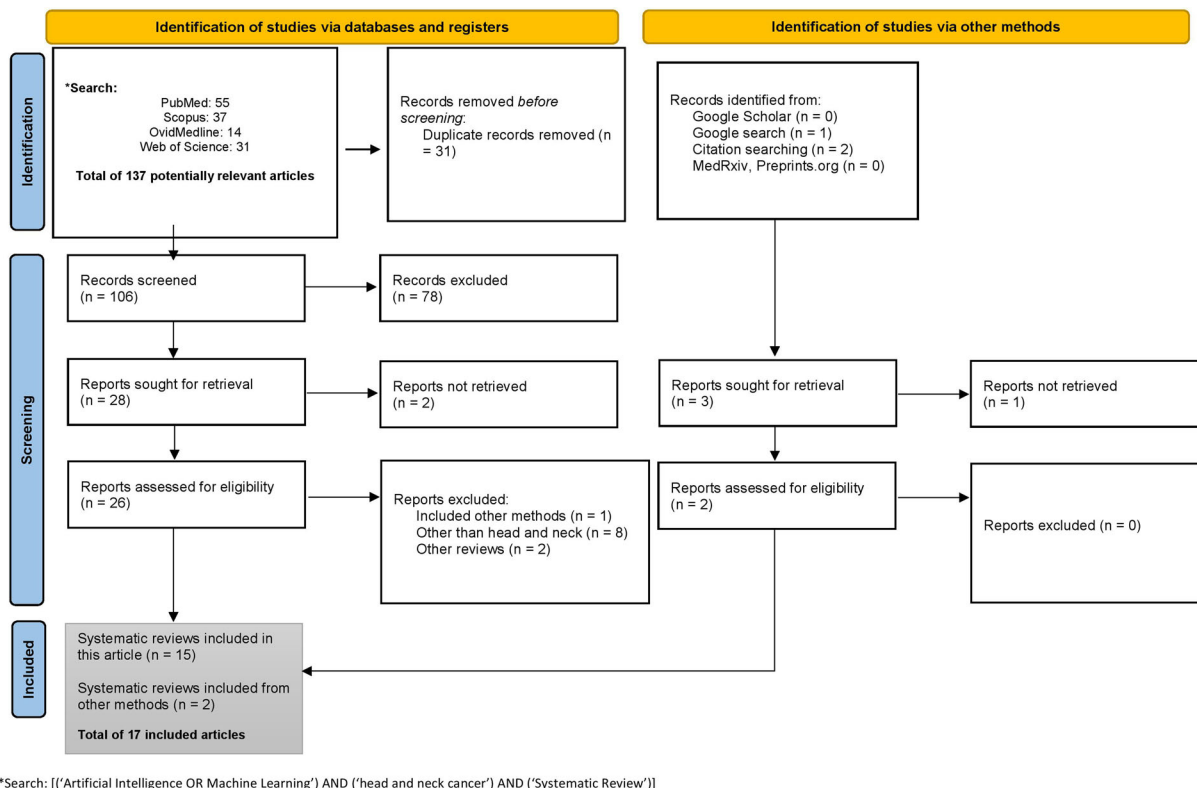 Identification of studies via databases and registers
Identification of studies via other methods
Identification
*Search:
PubMed: 55
Scopus: 37
OvidMedline: 14
Web of Science: 31
Total of 137 potentially relevant articles
Records removed before
screening:
Duplicate records removed (n
= 31)
Records identified from:
Google Scholar (n = 0)
Google search (n = 1)
Citation searching (n = 2)
MedRxiv, Preprints.org (n = 0)
Screening
Records screened
(n = 106)
Records excluded
(n = 78)
Reports sought for retrieval
(n = 28)
Reports not retrieved
(n = 2)
Reports sought for retrieval
(n = 3)
Reports not retrieved
(n = 1)
Reports assessed for eligibility
(n = 26)
Reports excluded:
Included other methods (n = 1)
Other than head and neck (n = 8)
Other reviews (n = 2)
Reports assessed for eligibility
(n = 2)
Reports excluded (n = 0)
Included
Systematic reviews included in
this article (n = 15)
Systematic reviews included from
other methods (n = 2)
Total of 17 included articles
*Search: [('Artificial Intelligence OR Machine Learning') AND ('head and neck cancer') AND ('Systematic Review')]